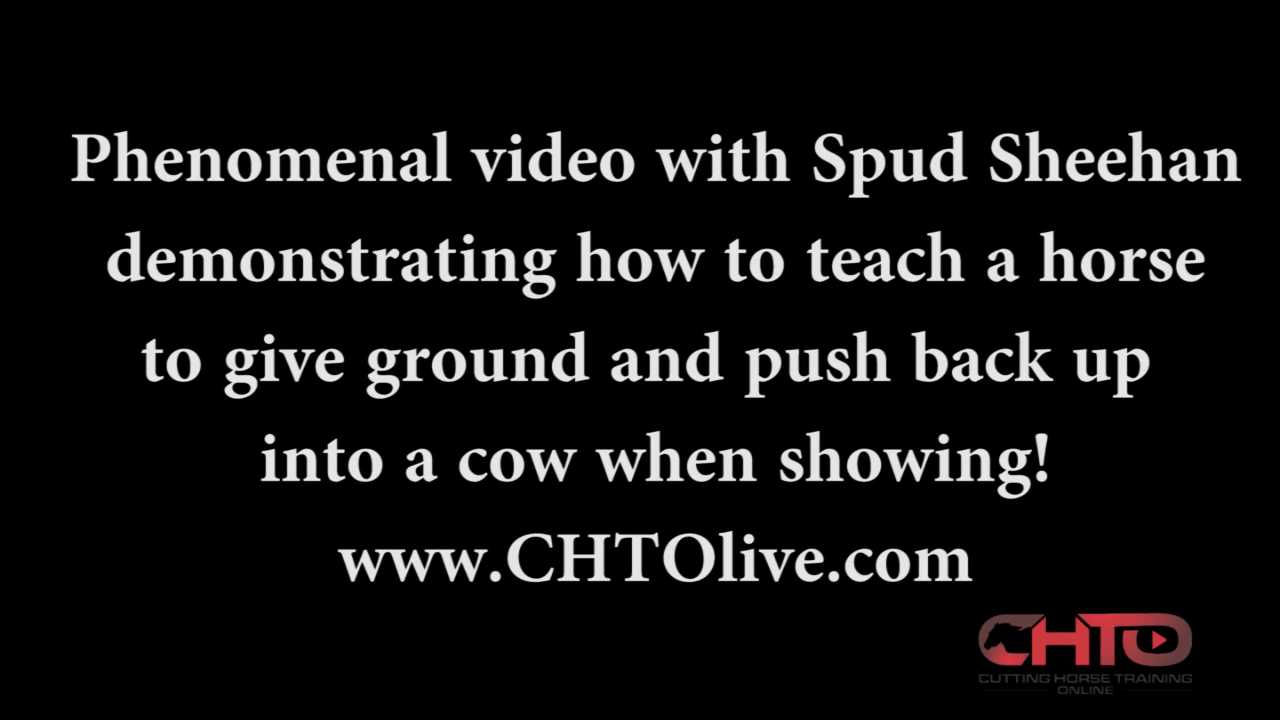 Phenomenal video with Spud Sheehan
demonstrating how to teach a horse
to give ground and push back up
into a cow when showing!
www.CHTOlive.com
CHTO
CUTTING HORSE TRAINING
ONLINE